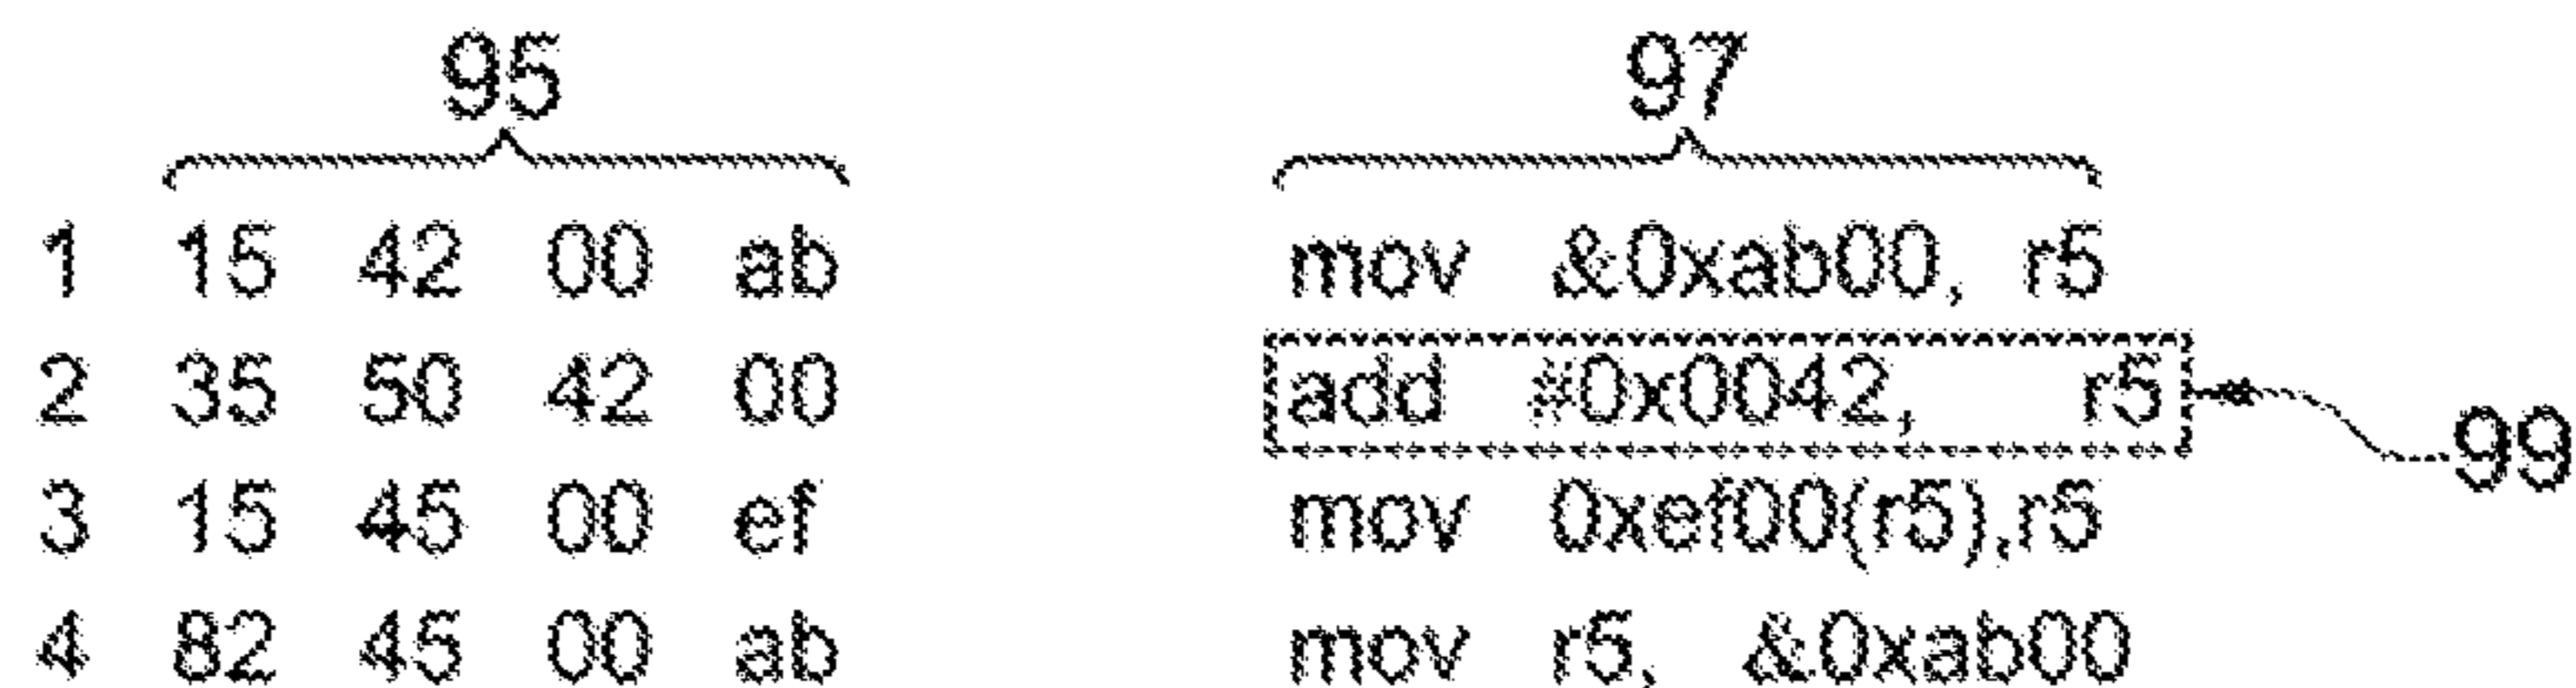 95 97
1 15 42 00 ab mov &0xab00, r5
2 35 50 42 00 add #0x0042, r5
99
3 15 45 00 ef mov 0xef00(r5),r5
4 82 45 00 ab mov r5, &0xab00